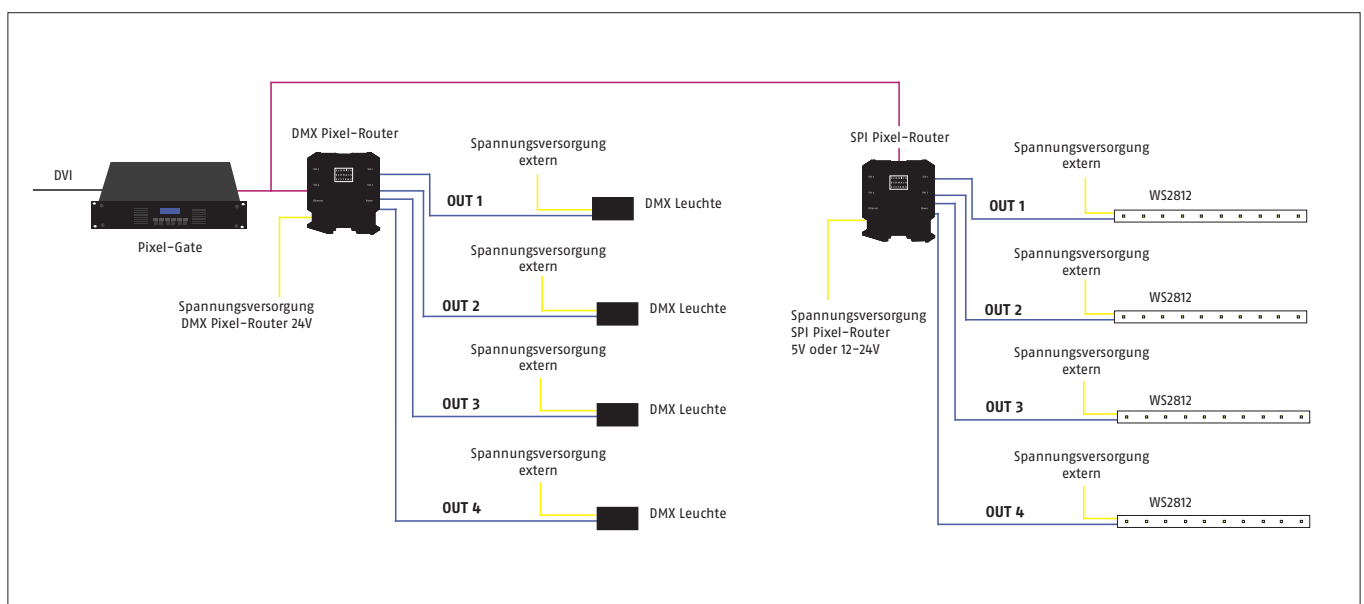 DVI
Pixel-Gate
DMX Pixel-Router
Spannungsversorgung
DMX Pixel-Router 24V
Spannungsversorgung
extern
OUT 1
DMX Leuchte
Spannungsversorgung
extern
OUT 2
DMX Leuchte
Spannungsversorgung
extern
OUT 3
DMX Leuchte
Spannungsversorgung
extern
OUT 4
DMX Leuchte
SPI Pixel-Router
Spannungsversorgung
SPI Pixel-Router
5V oder 12-24V
Spannungsversorgung
extern
OUT 1
WS2812
Spannungsversorgung
extern
OUT 2
WS2812
Spannungsversorgung
extern
OUT 3
WS2812
Spannungsversorgung
extern
OUT 4
WS2812